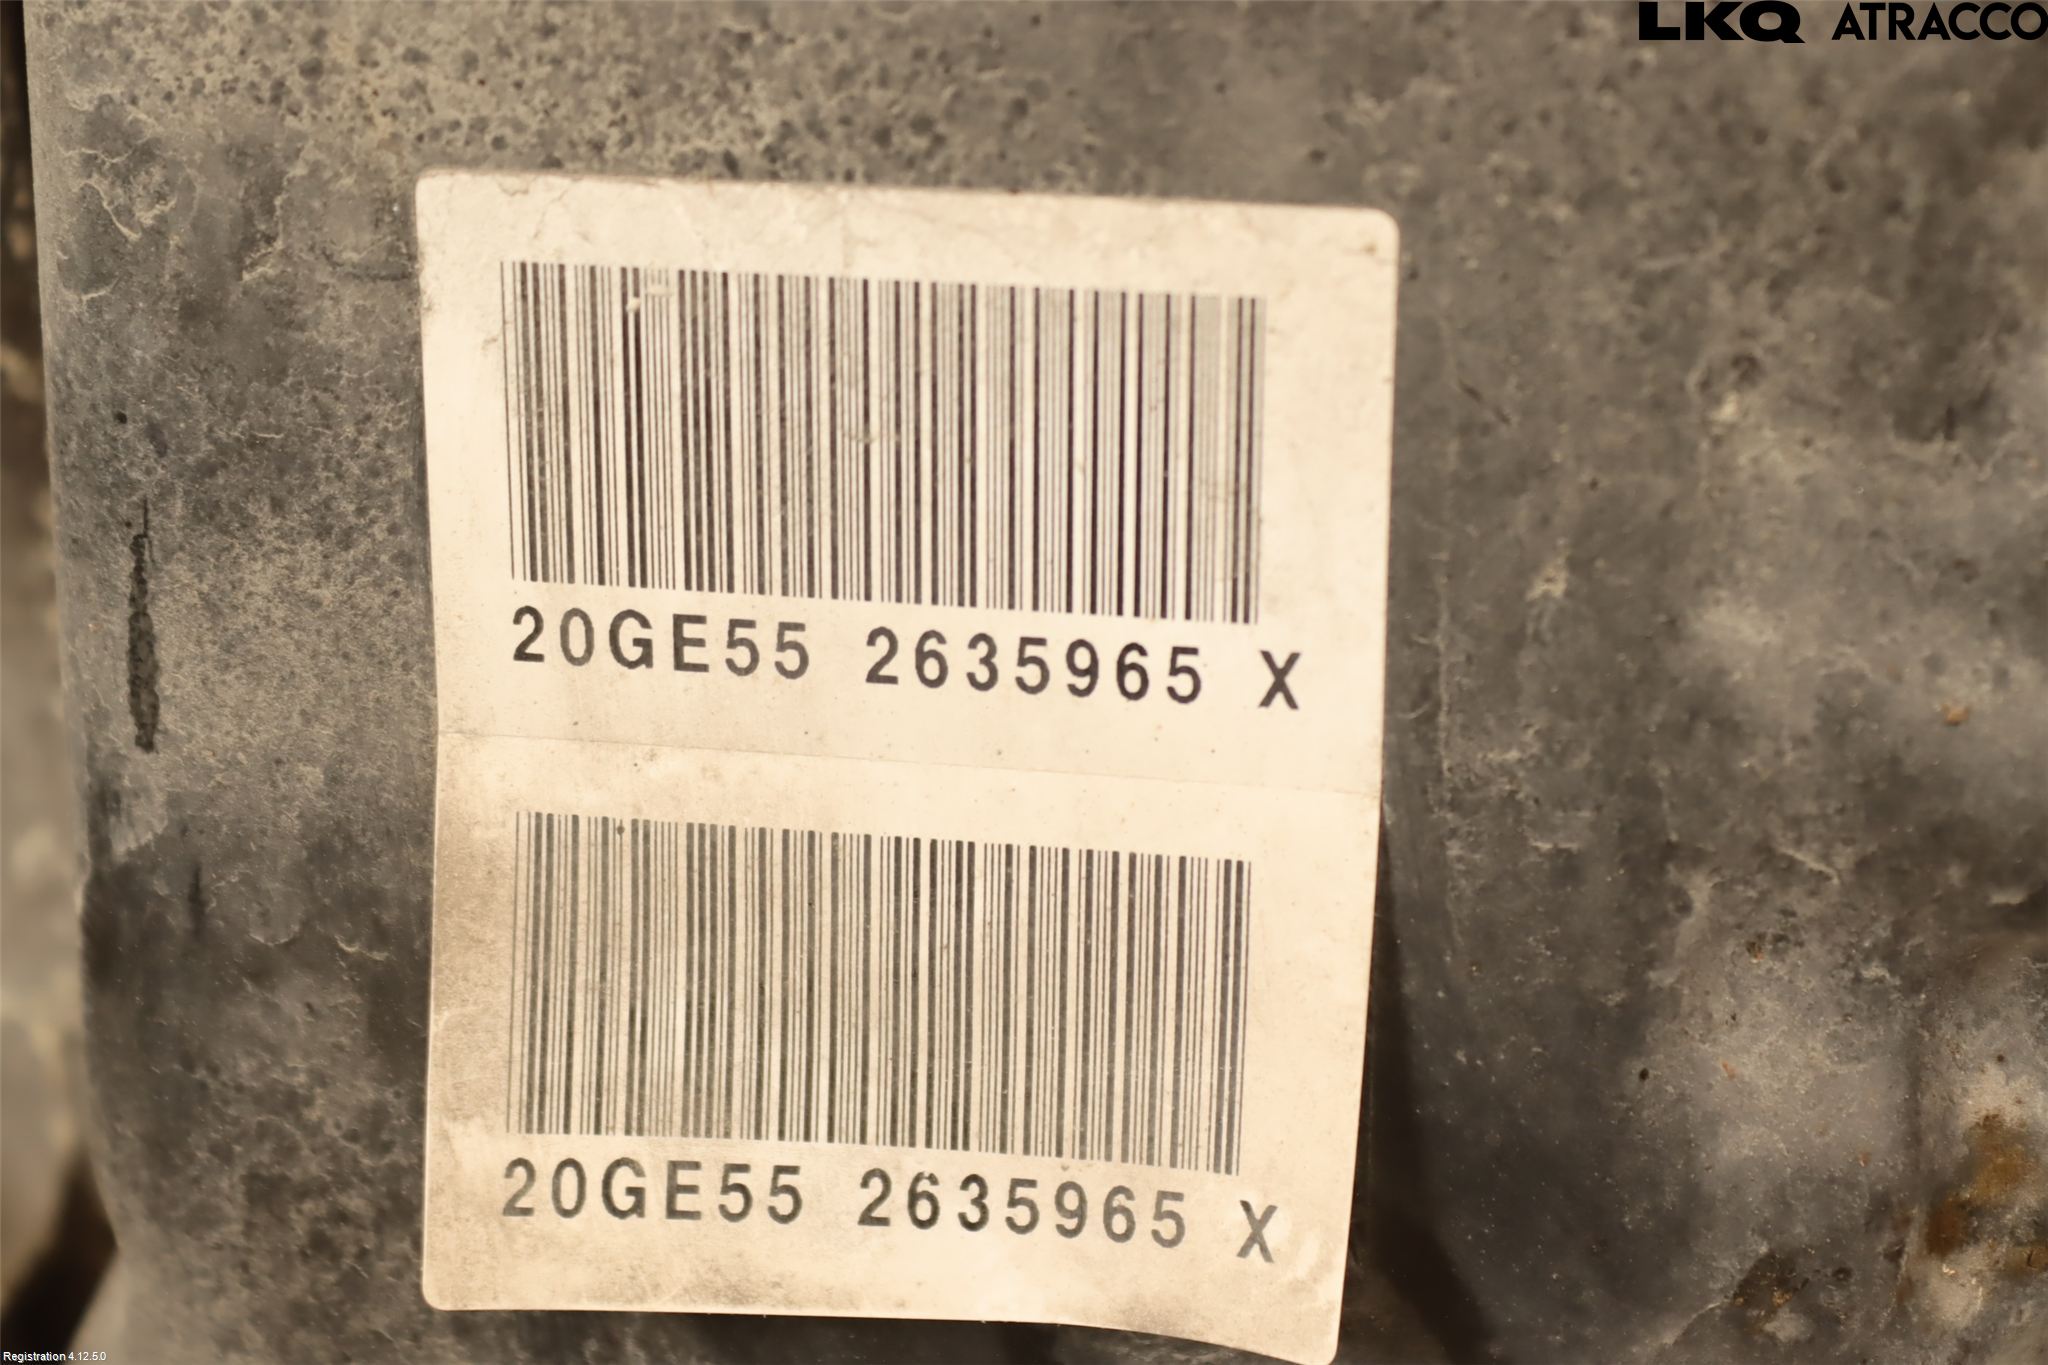 LKQ ATRACCO
20GE55 2635965 X
20GE55 2635965 X
Registration 4.12.5.0